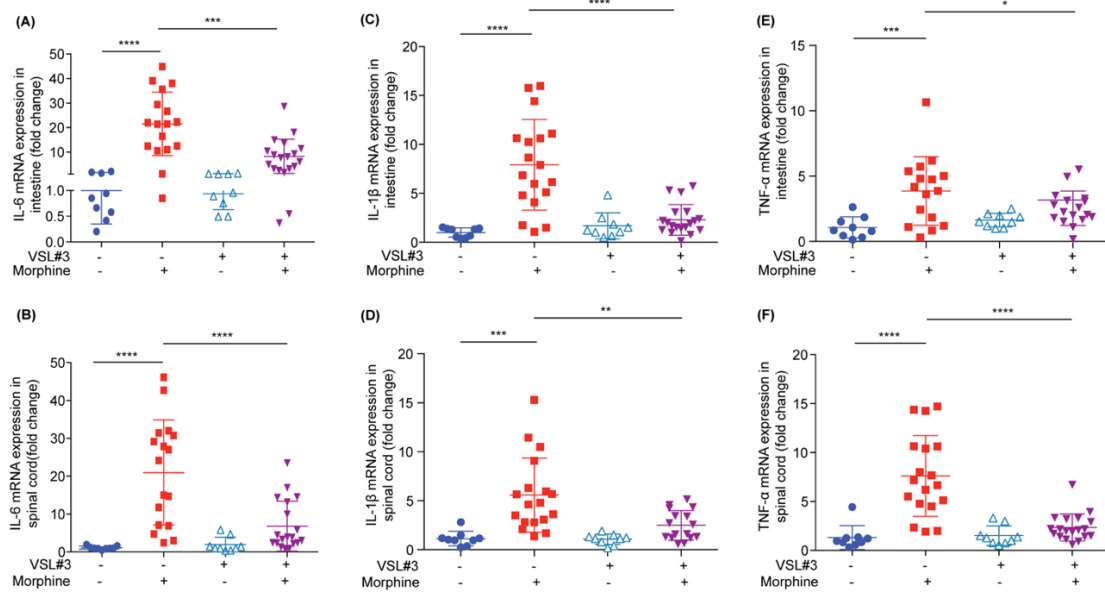 (A)
****
***
IL-6 mRNA expression in
intestine (fold change)
50
40
30
20
10
1.0
0.5
0.0
VSL#3 - - + +
Morphine - + - +
(C)
****
****
IL-1β mRNA expression in
intestine (fold change)
20
15
10
5
0
VSL#3 - - + +
Morphine - + - +
(E)
***
*
TNF-α mRNA expression in
intestine (fold change)
15
10
5
0
VSL#3 - - + +
Morphine - + - +
(B)
****
****
IL-6 mRNA expression in
spinal cord(fold change)
50
40
30
20
10
0
VSL#3 - - + +
Morphine - + - +
(D)
***
**
IL-1β mRNA expression in
spinal cord (fold change)
20
15
10
5
0
VSL#3 - - + +
Morphine - + - +
(F)
****
****
TNF-α mRNA expression in
spinal cord (fold change)
20
15
10
5
0
VSL#3 - - + +
Morphine - + - +